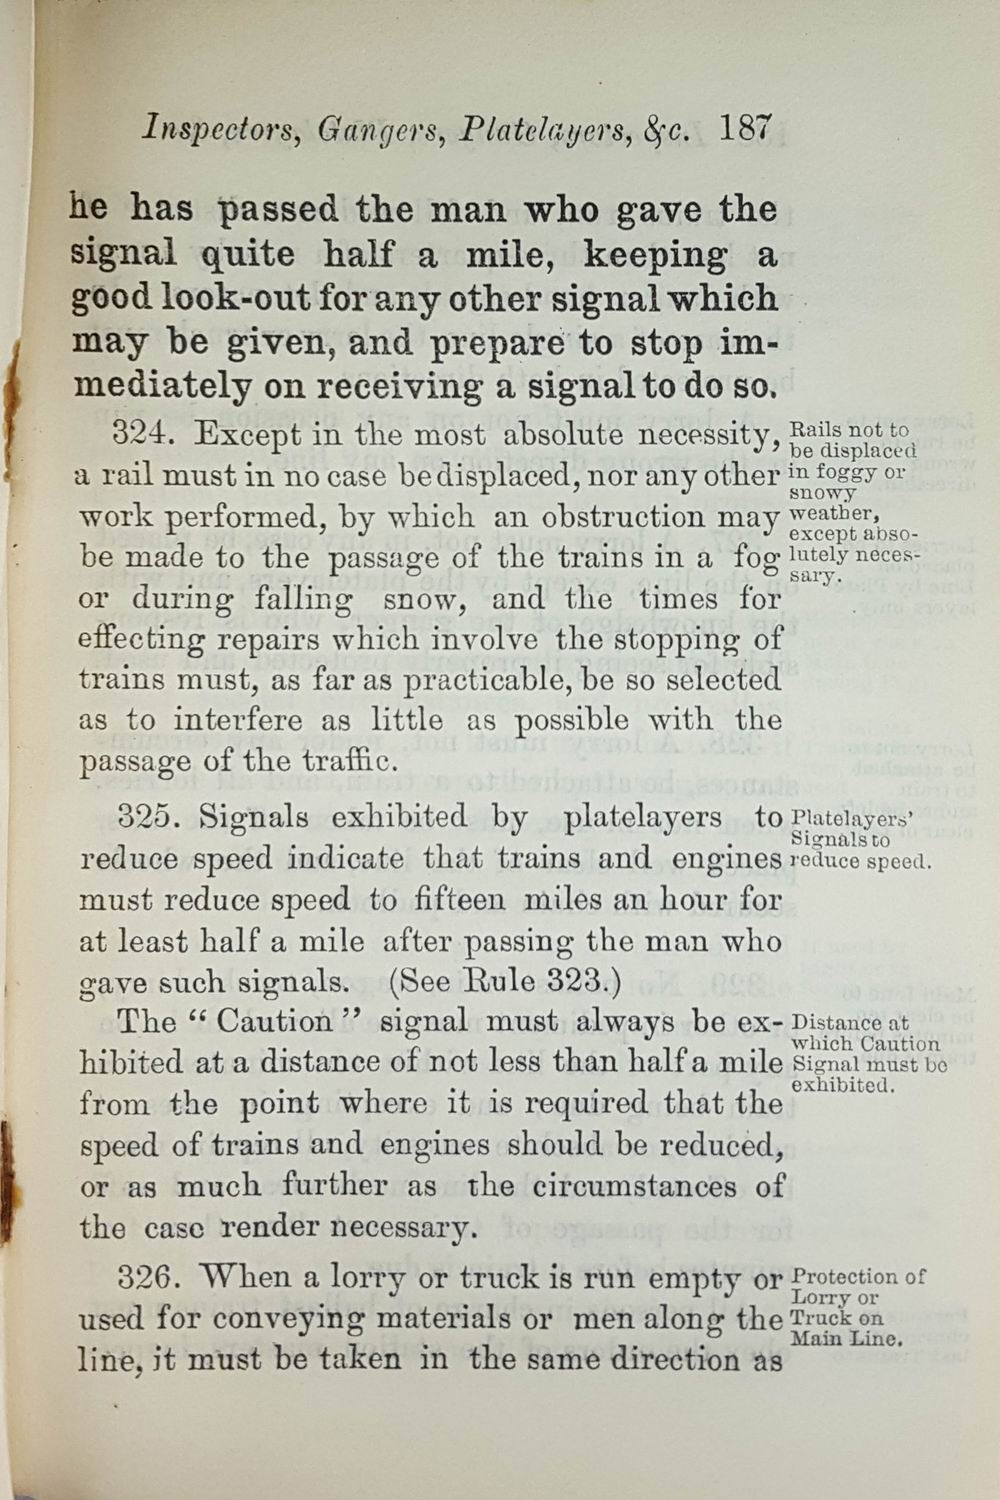 Inspectors, Gangers, Platelayers, &c. 187
he has passed the man who gave the
signal quite half a mile, keeping a
good look-out for any other signal which
may be given, and prepare to stop im-
mediately on receiving a signal to do so.
324. Except in the most absolute necessity,
a rail must in no case be displaced, nor any other
work performed, by which an obstruction may
be made to the passage of the trains in a fog
or during falling snow, and the times for
effecting repairs which involve the stopping of
trains must, as far as practicable, be so selected
as to interfere as little as possible with the
passage of the traffic.
Rails not to
be displaced
in foggy or
snowy
weather,
except abso-
lutely neces-
sary.
325. Signals exhibited by platelayers to
reduce speed indicate that trains and engines
must reduce speed to fifteen miles an hour for
at least half a mile after passing the man who
gave such signals. (See Rule 323.)
Platelayers'
Signals to
reduce speed.
The "Caution" signal must always be ex-
hibited at a distance of not less than half a mile
from the point where it is required that the
speed of trains and engines should be reduced,
or as much further as the circumstances of
the case render necessary.
Distance at
which Caution
Signal must be
exhibited.
326. When a lorry or truck is run empty or
used for conveying materials or men along the
line, it must be taken in the same direction as
Protection of
Lorry or
Truck on
Main Line.